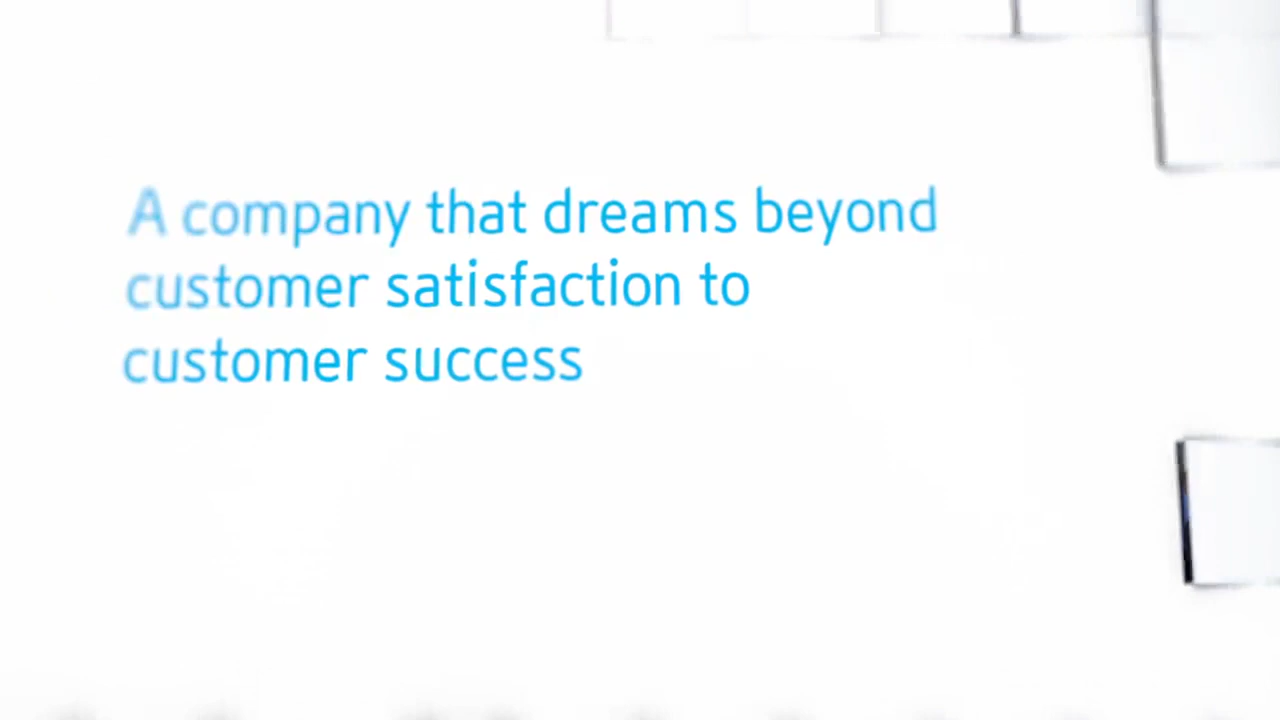 A company that dreams beyond
customer satisfaction to
customer success